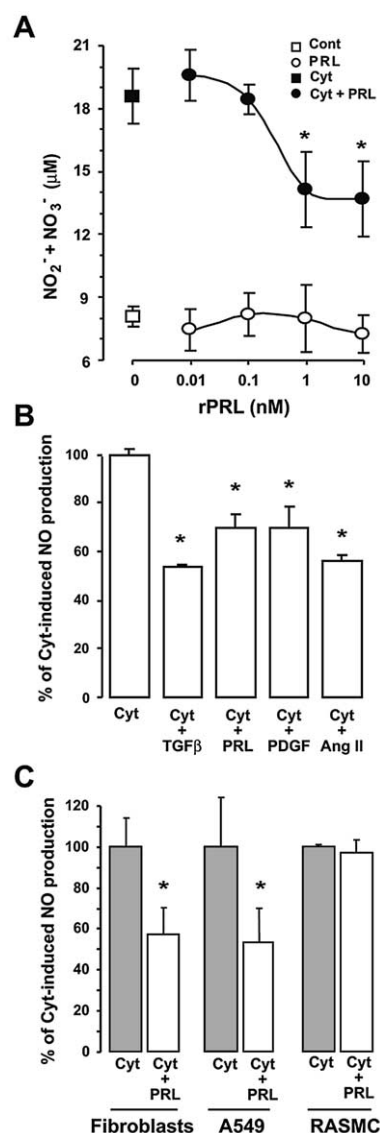 A
21
18
15
12
9
6
NO₂⁻ + NO₃⁻ (µM)
Cont
PRL
Cyt
Cyt + PRL
*
*
0 0.01 0.1 1 10
rPRL (nM)
B
100
80
60
40
20
0
% of Cyt-induced NO production
* * * *
Cyt Cyt Cyt Cyt Cyt
+ + + +
TGFβ PRL PDGF Ang II
C
120
100
80
60
40
20
0
% of Cyt-induced NO production
* *
Cyt Cyt Cyt Cyt Cyt Cyt
+ + +
PRL PRL PRL
Fibroblasts A549 RASMC